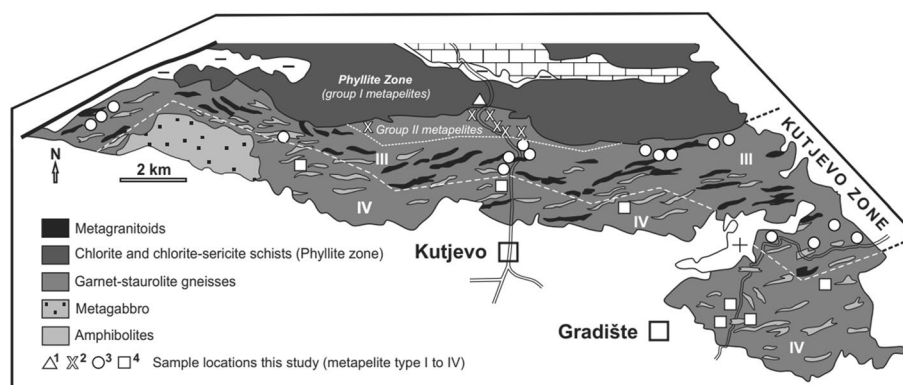 Phyllite Zone
(group I metapelites)
Group II metapelites
III
III
KUTJEVO ZONE
N
2 km
IV
IV
Metagranitoids
Chlorite and chlorite-sericite schists (Phyllite zone)
Kutjevo
Garnet-staurolite gneisses
Metagabbro
Gradište
Amphibolites
IV
1 2 3 4 Sample locations this study (metapelite type I to IV)